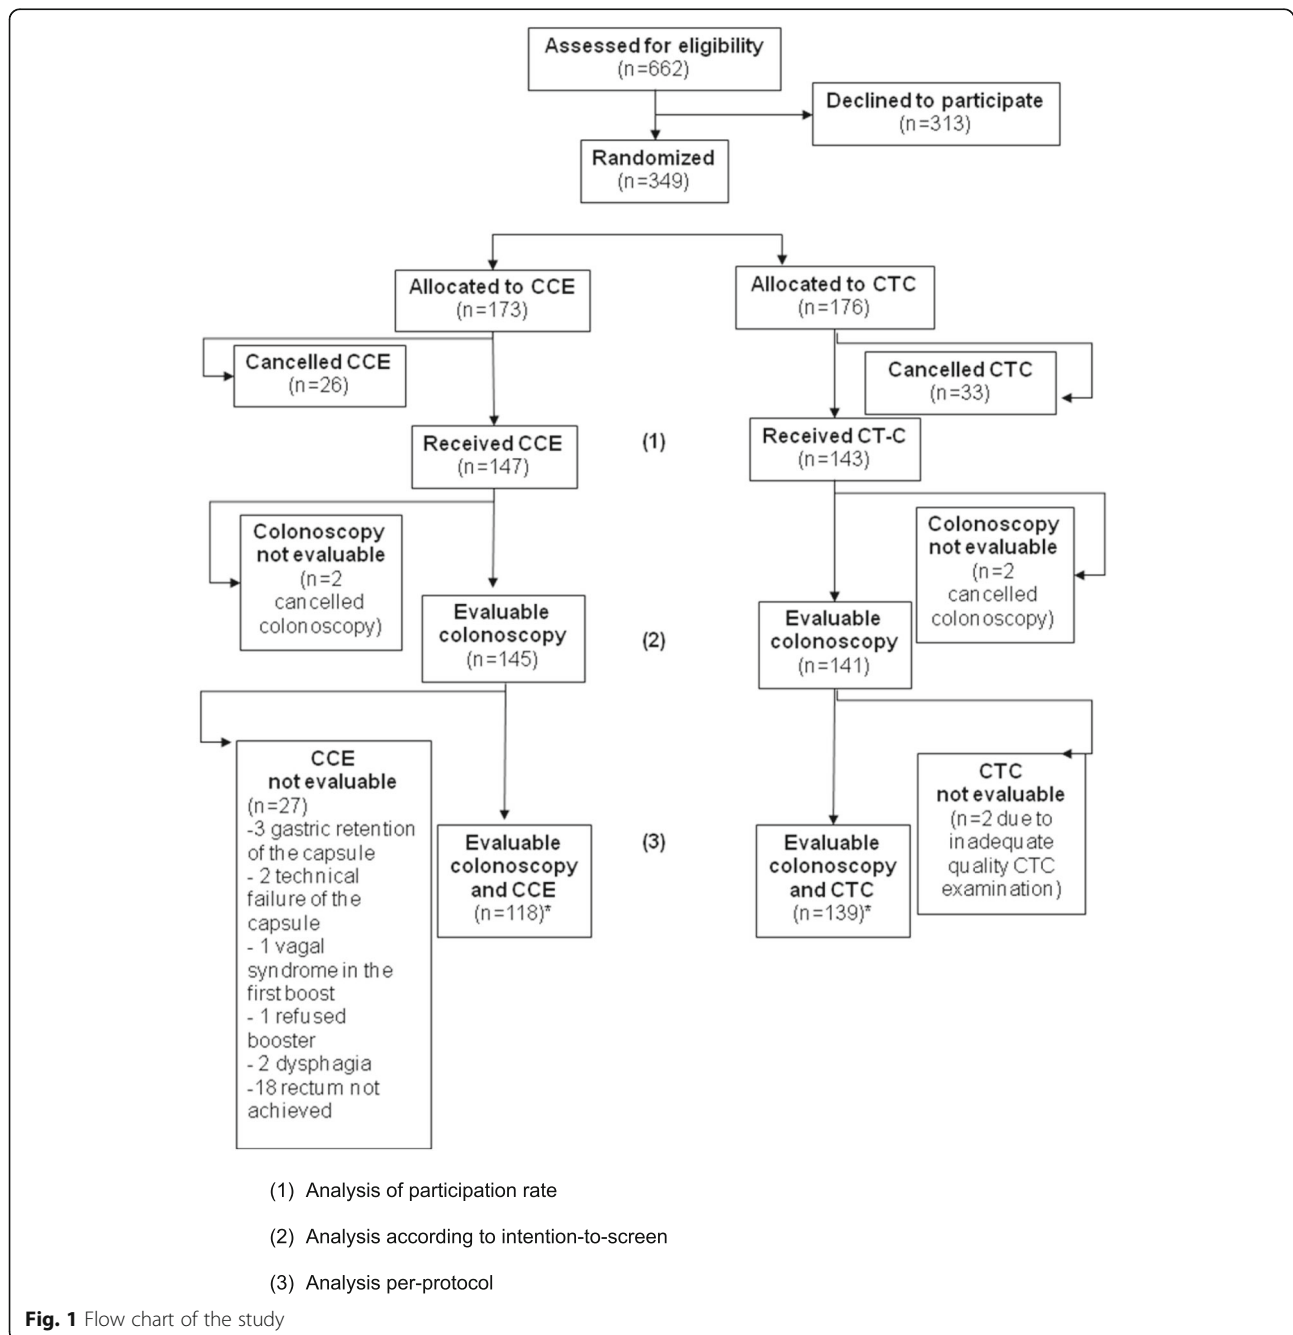 Assessed for eligibility
(n=662)
Declined to participate
(n=313)
Randomized
(n=349)
Allocated to CCE
(n=173)
Allocated to CTC
(n=176)
Cancelled CCE
(n=26)
Cancelled CTC
(n=33)
Received CCE
(n=147)
(1)
Received CT-C
(n=143)
Colonoscopy
not evaluable
(n=2
cancelled
colonoscopy)
Colonoscopy
not evaluable
(n=2
cancelled
colonoscopy)
Evaluable
colonoscopy
(n=145)
(2)
Evaluable
colonoscopy
(n=141)
CCE
not evaluable
(n=27)
-3 gastric retention
of the capsule
- 2 technical
failure of the
capsule
- 1 vagal
syndrome in the
first boost
- 1 refused
booster
- 2 dysphagia
-18 rectum not
achieved
Evaluable
colonoscopy
and CCE
(n=118)*
(3)
Evaluable
colonoscopy
and CTC
(n=139)*
CTC
not evaluable
(n=2 due to
inadequate
quality CTC
examination)
(1) Analysis of participation rate
(2) Analysis according to intention-to-screen
(3) Analysis per-protocol
Fig. 1 Flow chart of the study